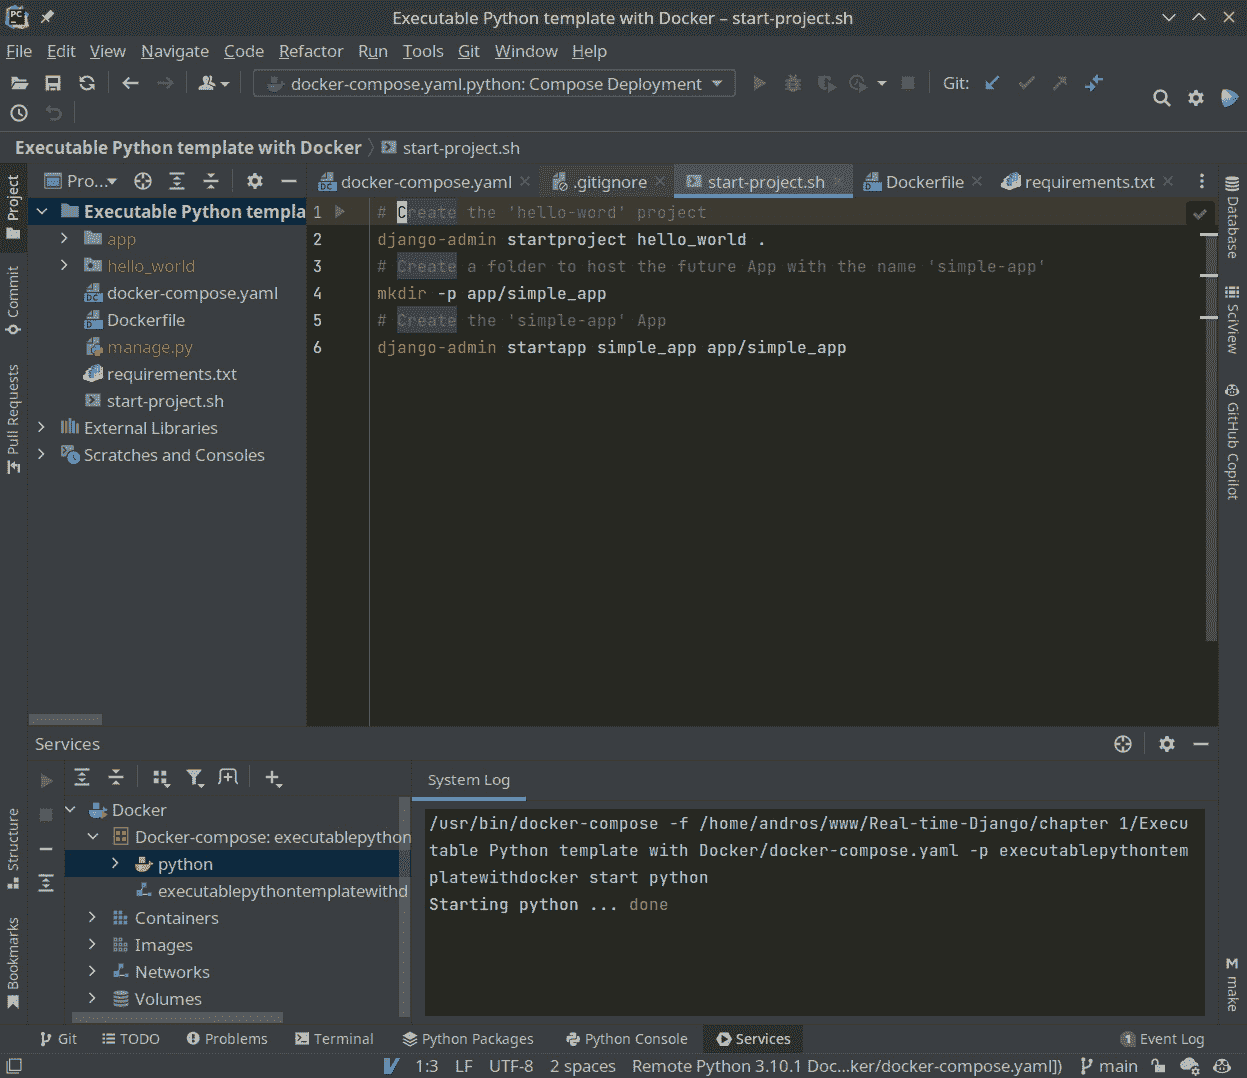 PC
Executable Python template with Docker – start-project.sh
File Edit View Navigate Code Refactor Run Tools Git Window Help
docker-compose.yaml.python: Compose Deployment
Git:
Executable Python template with Docker
start-project.sh
Project
Commit
Pull Requests
Structure
Bookmarks
Pro...
Executable Python templa
app
hello_world
docker-compose.yaml
Dockerfile
manage.py
requirements.txt
start-project.sh
External Libraries
Scratches and Consoles
docker-compose.yaml
.gitignore
start-project.sh
Dockerfile
requirements.txt
1 # Create the 'hello-word' project
2 django-admin startproject hello_world .
3 # Create a folder to host the future App with the name 'simple-app'
4 mkdir -p app/simple_app
5 # Create the 'simple-app' App
6 django-admin startapp simple_app app/simple_app
Database
SciView
GitHub Copilot
make
Services
Docker
Docker-compose: executablepython
python
executablepythontemplatewithd
Containers
Images
Networks
Volumes
System Log
/usr/bin/docker-compose -f /home/andros/www/Real-time-Django/chapter 1/Execu
table Python template with Docker/docker-compose.yaml -p executablepythontem
platewithdocker start python
Starting python ... done
Git TODO Problems Terminal Python Packages Python Console Services 1 Event Log
1:3 LF UTF-8 2 spaces Remote Python 3.10.1 Doc...ker/docker-compose.yaml]) main